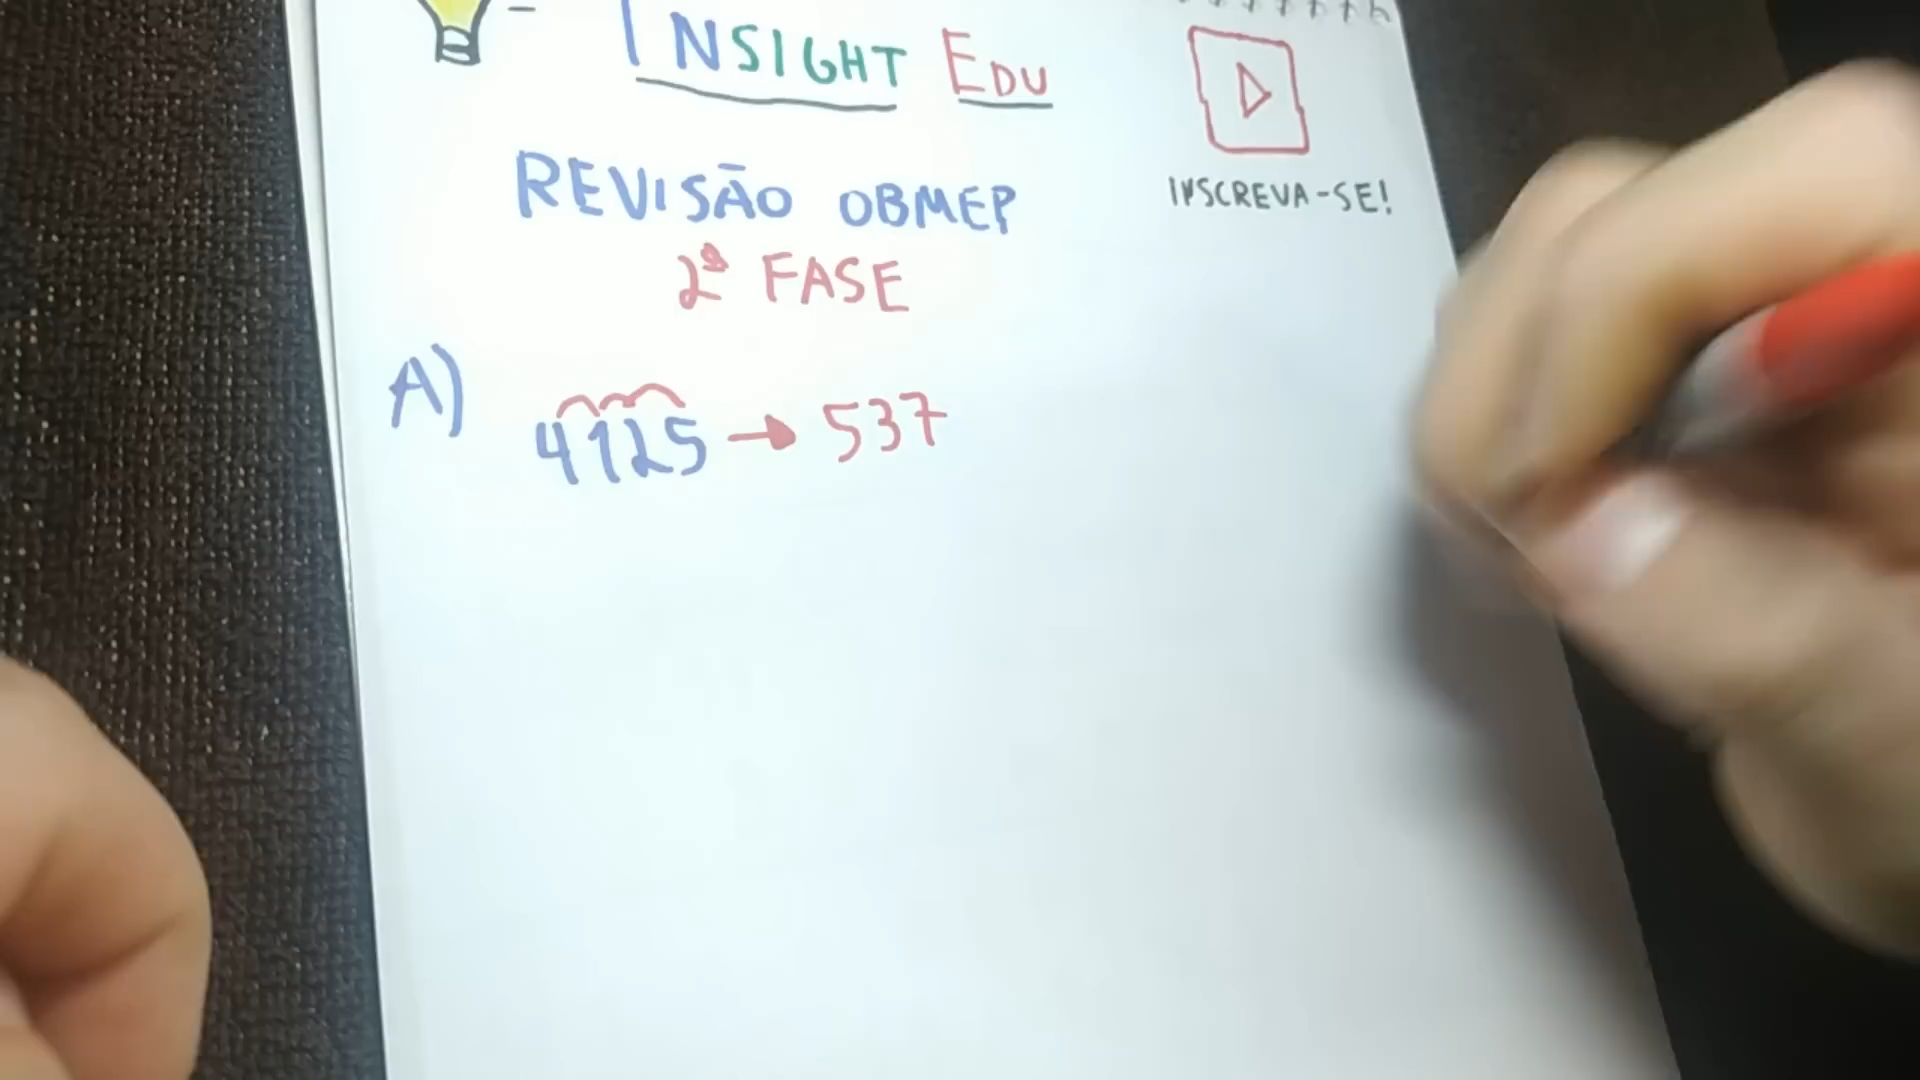 INSIGHT EDU
REVISÃO OBMEP
2ª FASE
INSCREVA-SE!
A) 4125 → 537